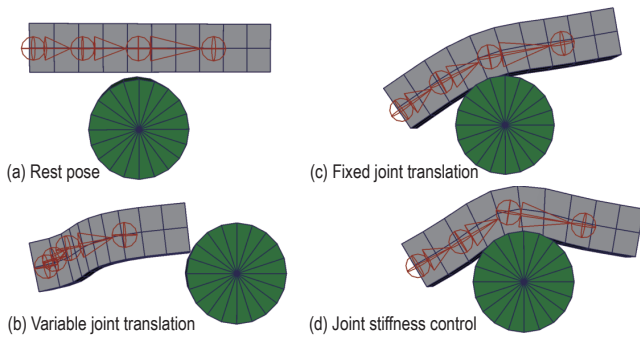 (a) Rest pose
(c) Fixed joint translation
(b) Variable joint translation
(d) Joint stiffness control